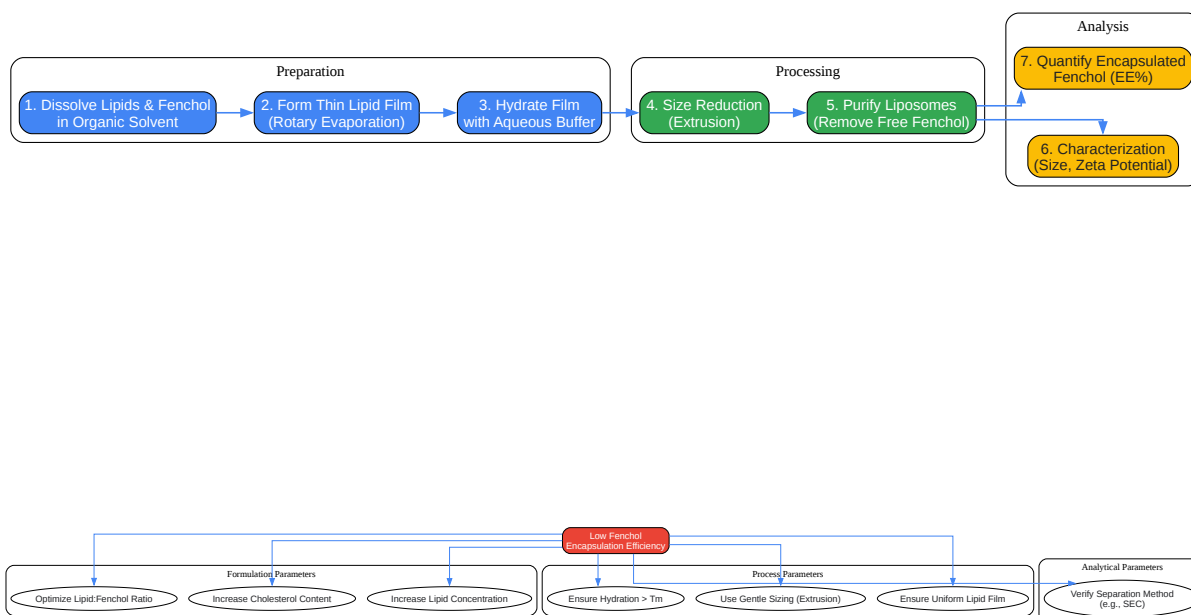 Preparation
1. Dissolve Lipids & Fenchol
in Organic Solvent
2. Form Thin Lipid Film
(Rotary Evaporation)
3. Hydrate Film
with Aqueous Buffer
Processing
4. Size Reduction
(Extrusion)
5. Purify Liposomes
(Remove Free Fenchol)
Analysis
7. Quantify Encapsulated
Fenchol (EE%)
6. Characterization
(Size, Zeta Potential)
Low Fenchol
Encapsulation Efficiency
Formulation Parameters
Optimize Lipid:Fenchol Ratio
Increase Cholesterol Content
Increase Lipid Concentration
Process Parameters
Ensure Hydration > Tm
Use Gentle Sizing (Extrusion)
Ensure Uniform Lipid Film
Analytical Parameters
Verify Separation Method
(e.g., SEC)